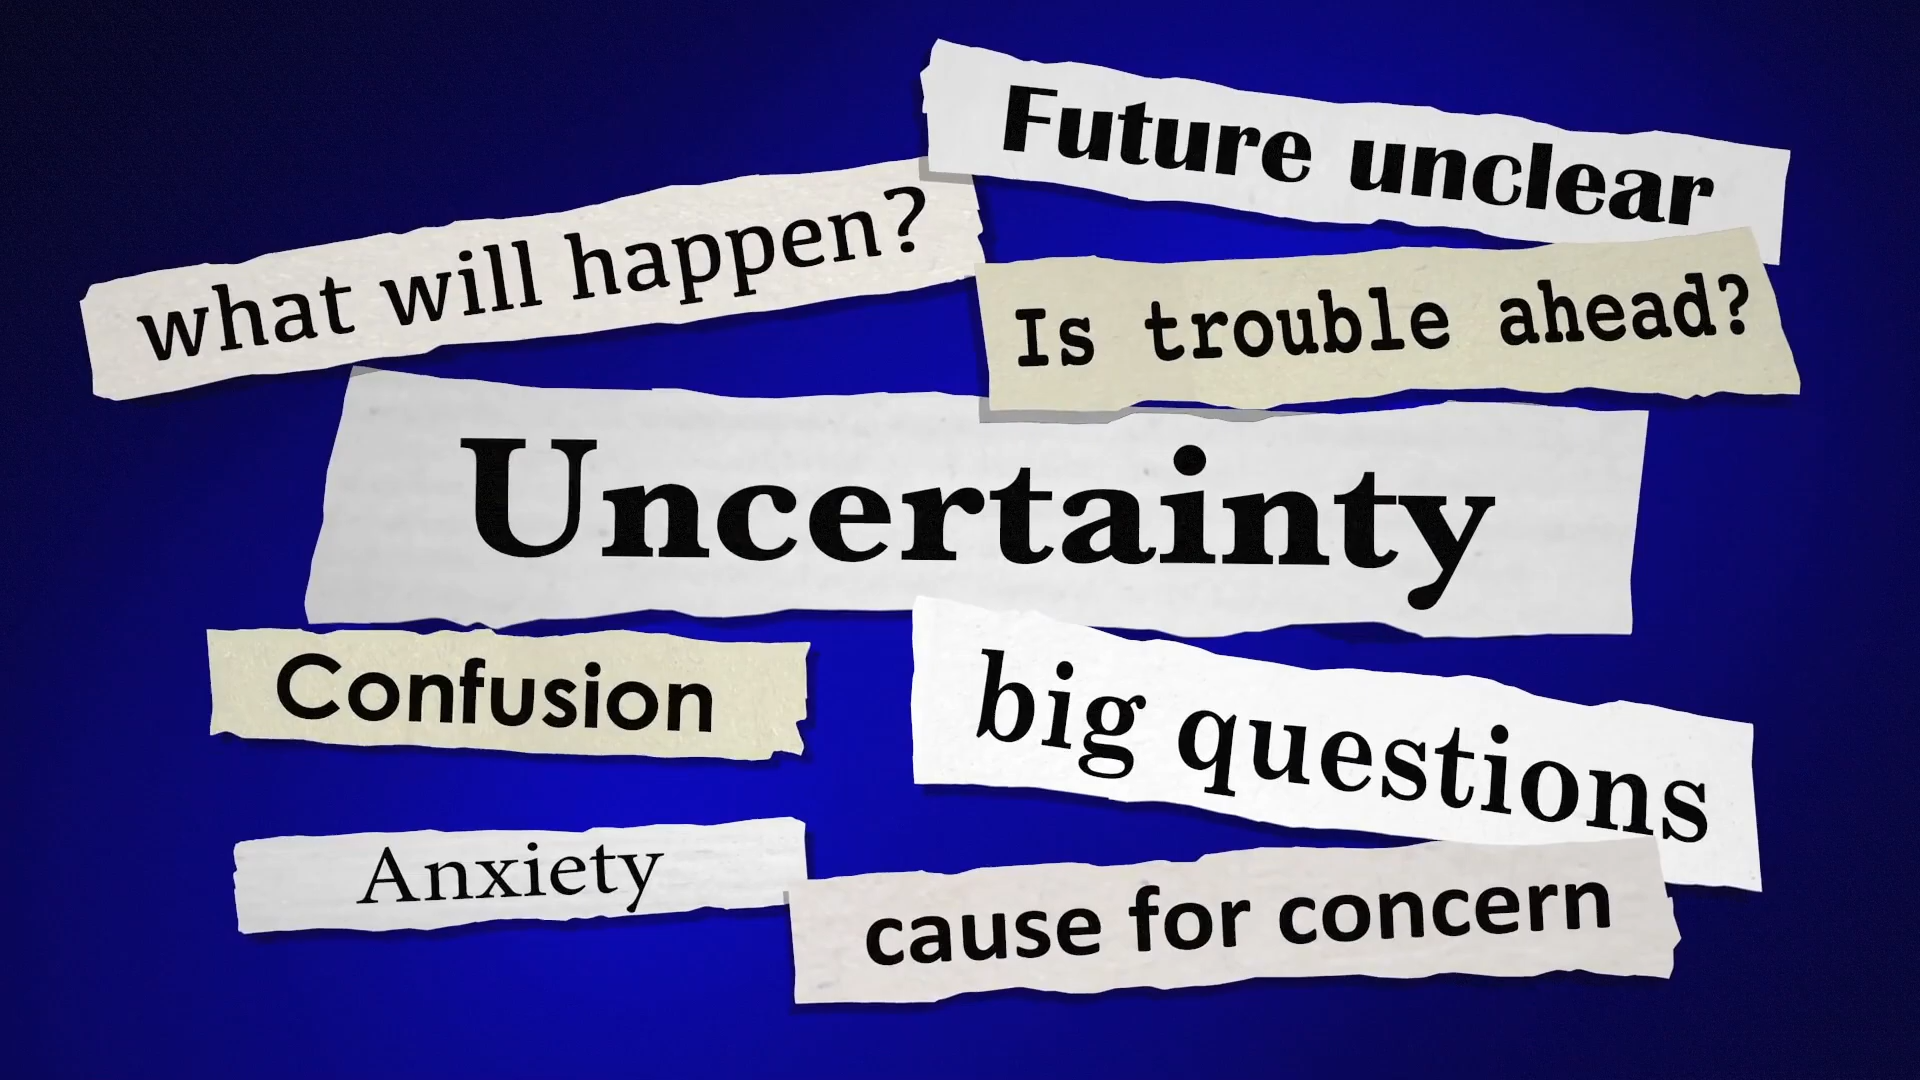 Future unclear
what will happen?
Is trouble ahead?
Uncertainty
Confusion
big questions
Anxiety
cause for concern